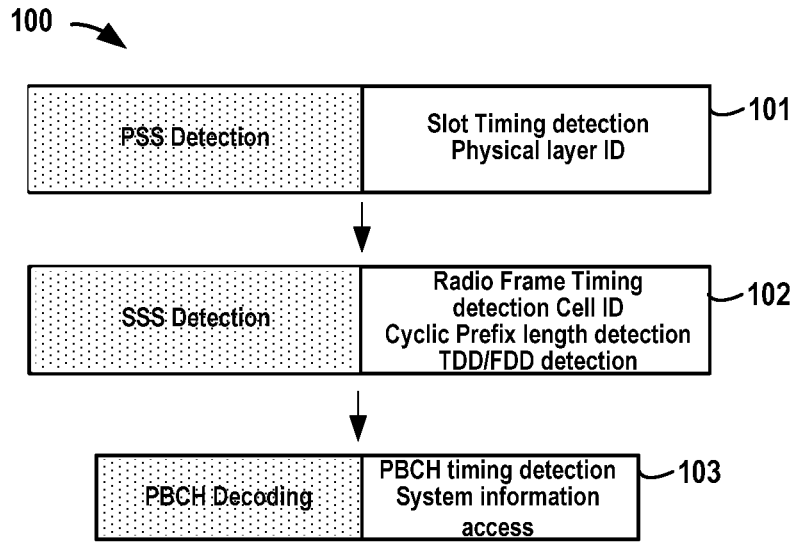 100
PSS Detection
Slot Timing detection
Physical layer ID
101
SSS Detection
Radio Frame Timing
detection Cell ID
Cyclic Prefix length detection
TDD/FDD detection
102
PBCH Decoding
PBCH timing detection
System information
access
103